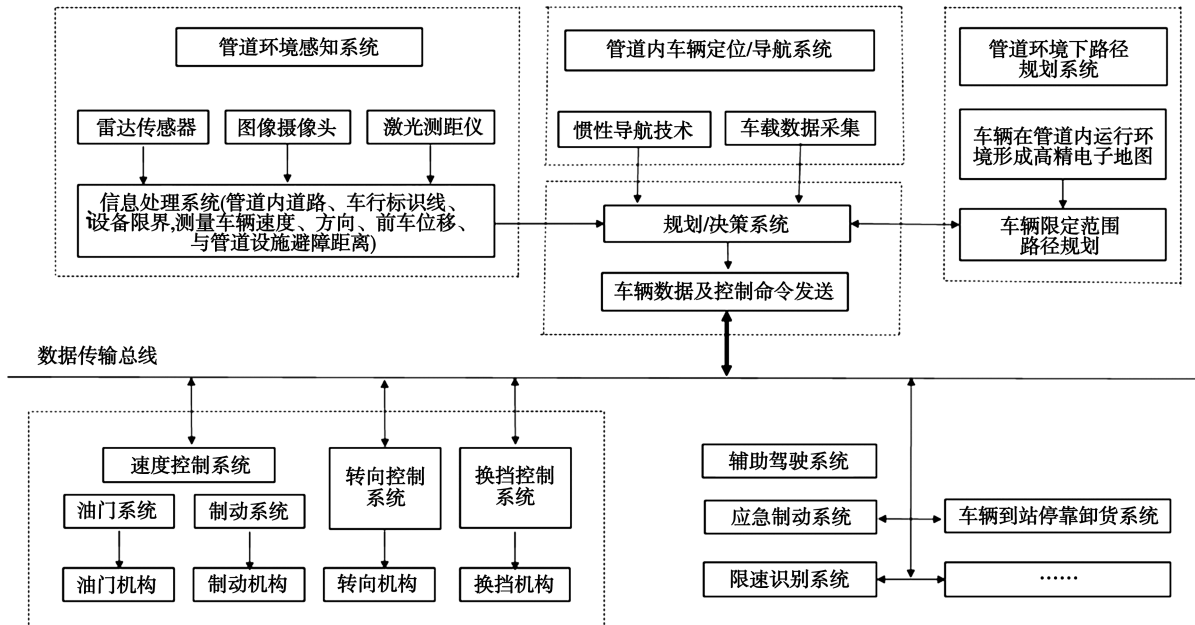 管道环境感知系统
雷达传感器
图像摄像头
激光测距仪
信息处理系统(管道内道路、车行标识线、
设备限界,测量车辆速度、方向、前车位移、
与管道设施避障距离)
管道内车辆定位/导航系统
惯性导航技术
车载数据采集
规划/决策系统
车辆数据及控制命令发送
管道环境下路径
规划系统
车辆在管道内运行环
境形成高精电子地图
车辆限定范围
路径规划
数据传输总线
速度控制系统
油门系统
制动系统
油门机构
制动机构
转向控制
系统
转向机构
换挡控制
系统
换挡机构
辅助驾驶系统
应急制动系统
车辆到站停靠卸货系统
限速识别系统
……